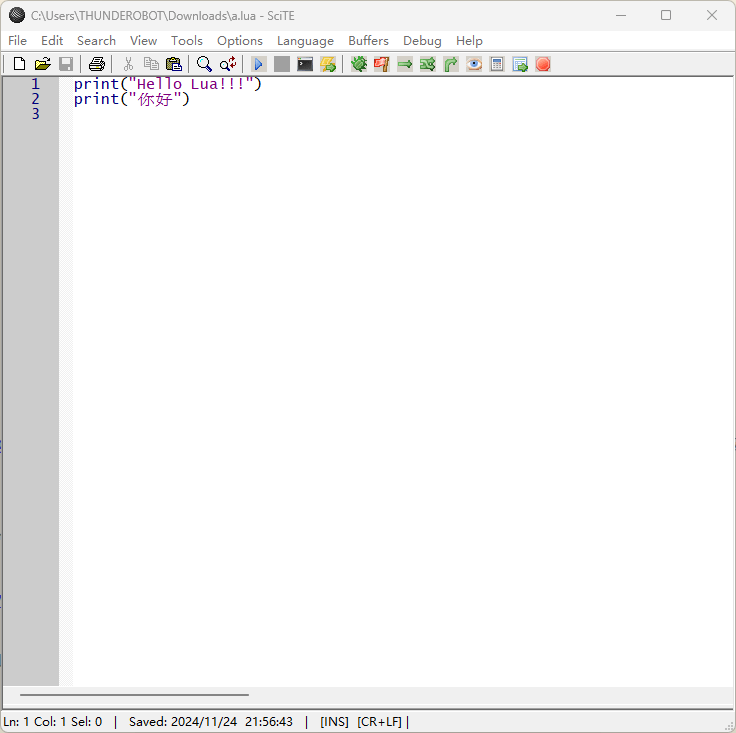 C:\Users\THUNDEROBOT\Downloads\a.lua - SciTE
File Edit Search View Tools Options Language Buffers Debug Help
1 print("Hello Lua!!!")
2 print("你好")
3
Ln: 1 Col: 1 Sel: 0 | Saved: 2024/11/24 21:56:43 | [INS] [CR+LF] |